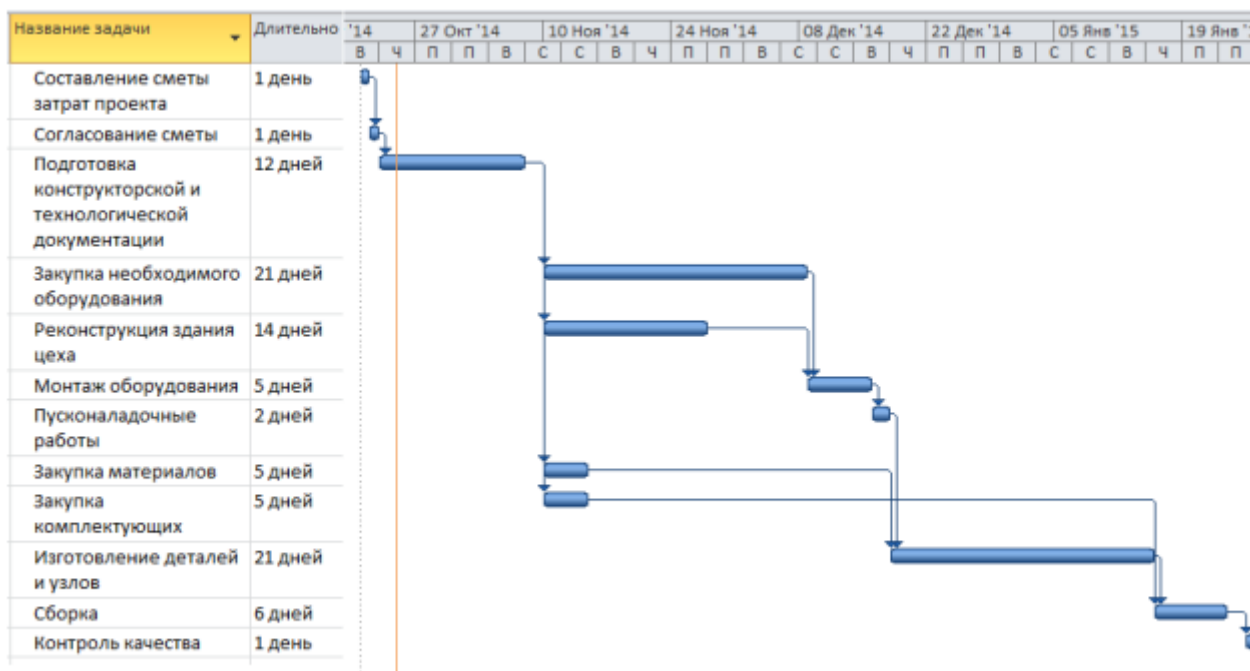 Название задачи Длительно '14 27 Окт '14 10 Ноя '14 24 Ноя '14 08 Дек '14 22 Дек '14 05 Янв '15 19 Янв '
В Ч П П В С С В Ч П П В С С В Ч П П В С С В Ч П П
Составление сметы 1 день
затрат проекта
Согласование сметы 1 день
Подготовка 12 дней
конструкторской и
технологической
документации
Закупка необходимого 21 дней
оборудования
Реконструкция здания 14 дней
цеха
Монтаж оборудования 5 дней
Пусконаладочные 2 дней
работы
Закупка материалов 5 дней
Закупка 5 дней
комплектующих
Изготовление деталей 21 дней
и узлов
Сборка 6 дней
Контроль качества 1 день